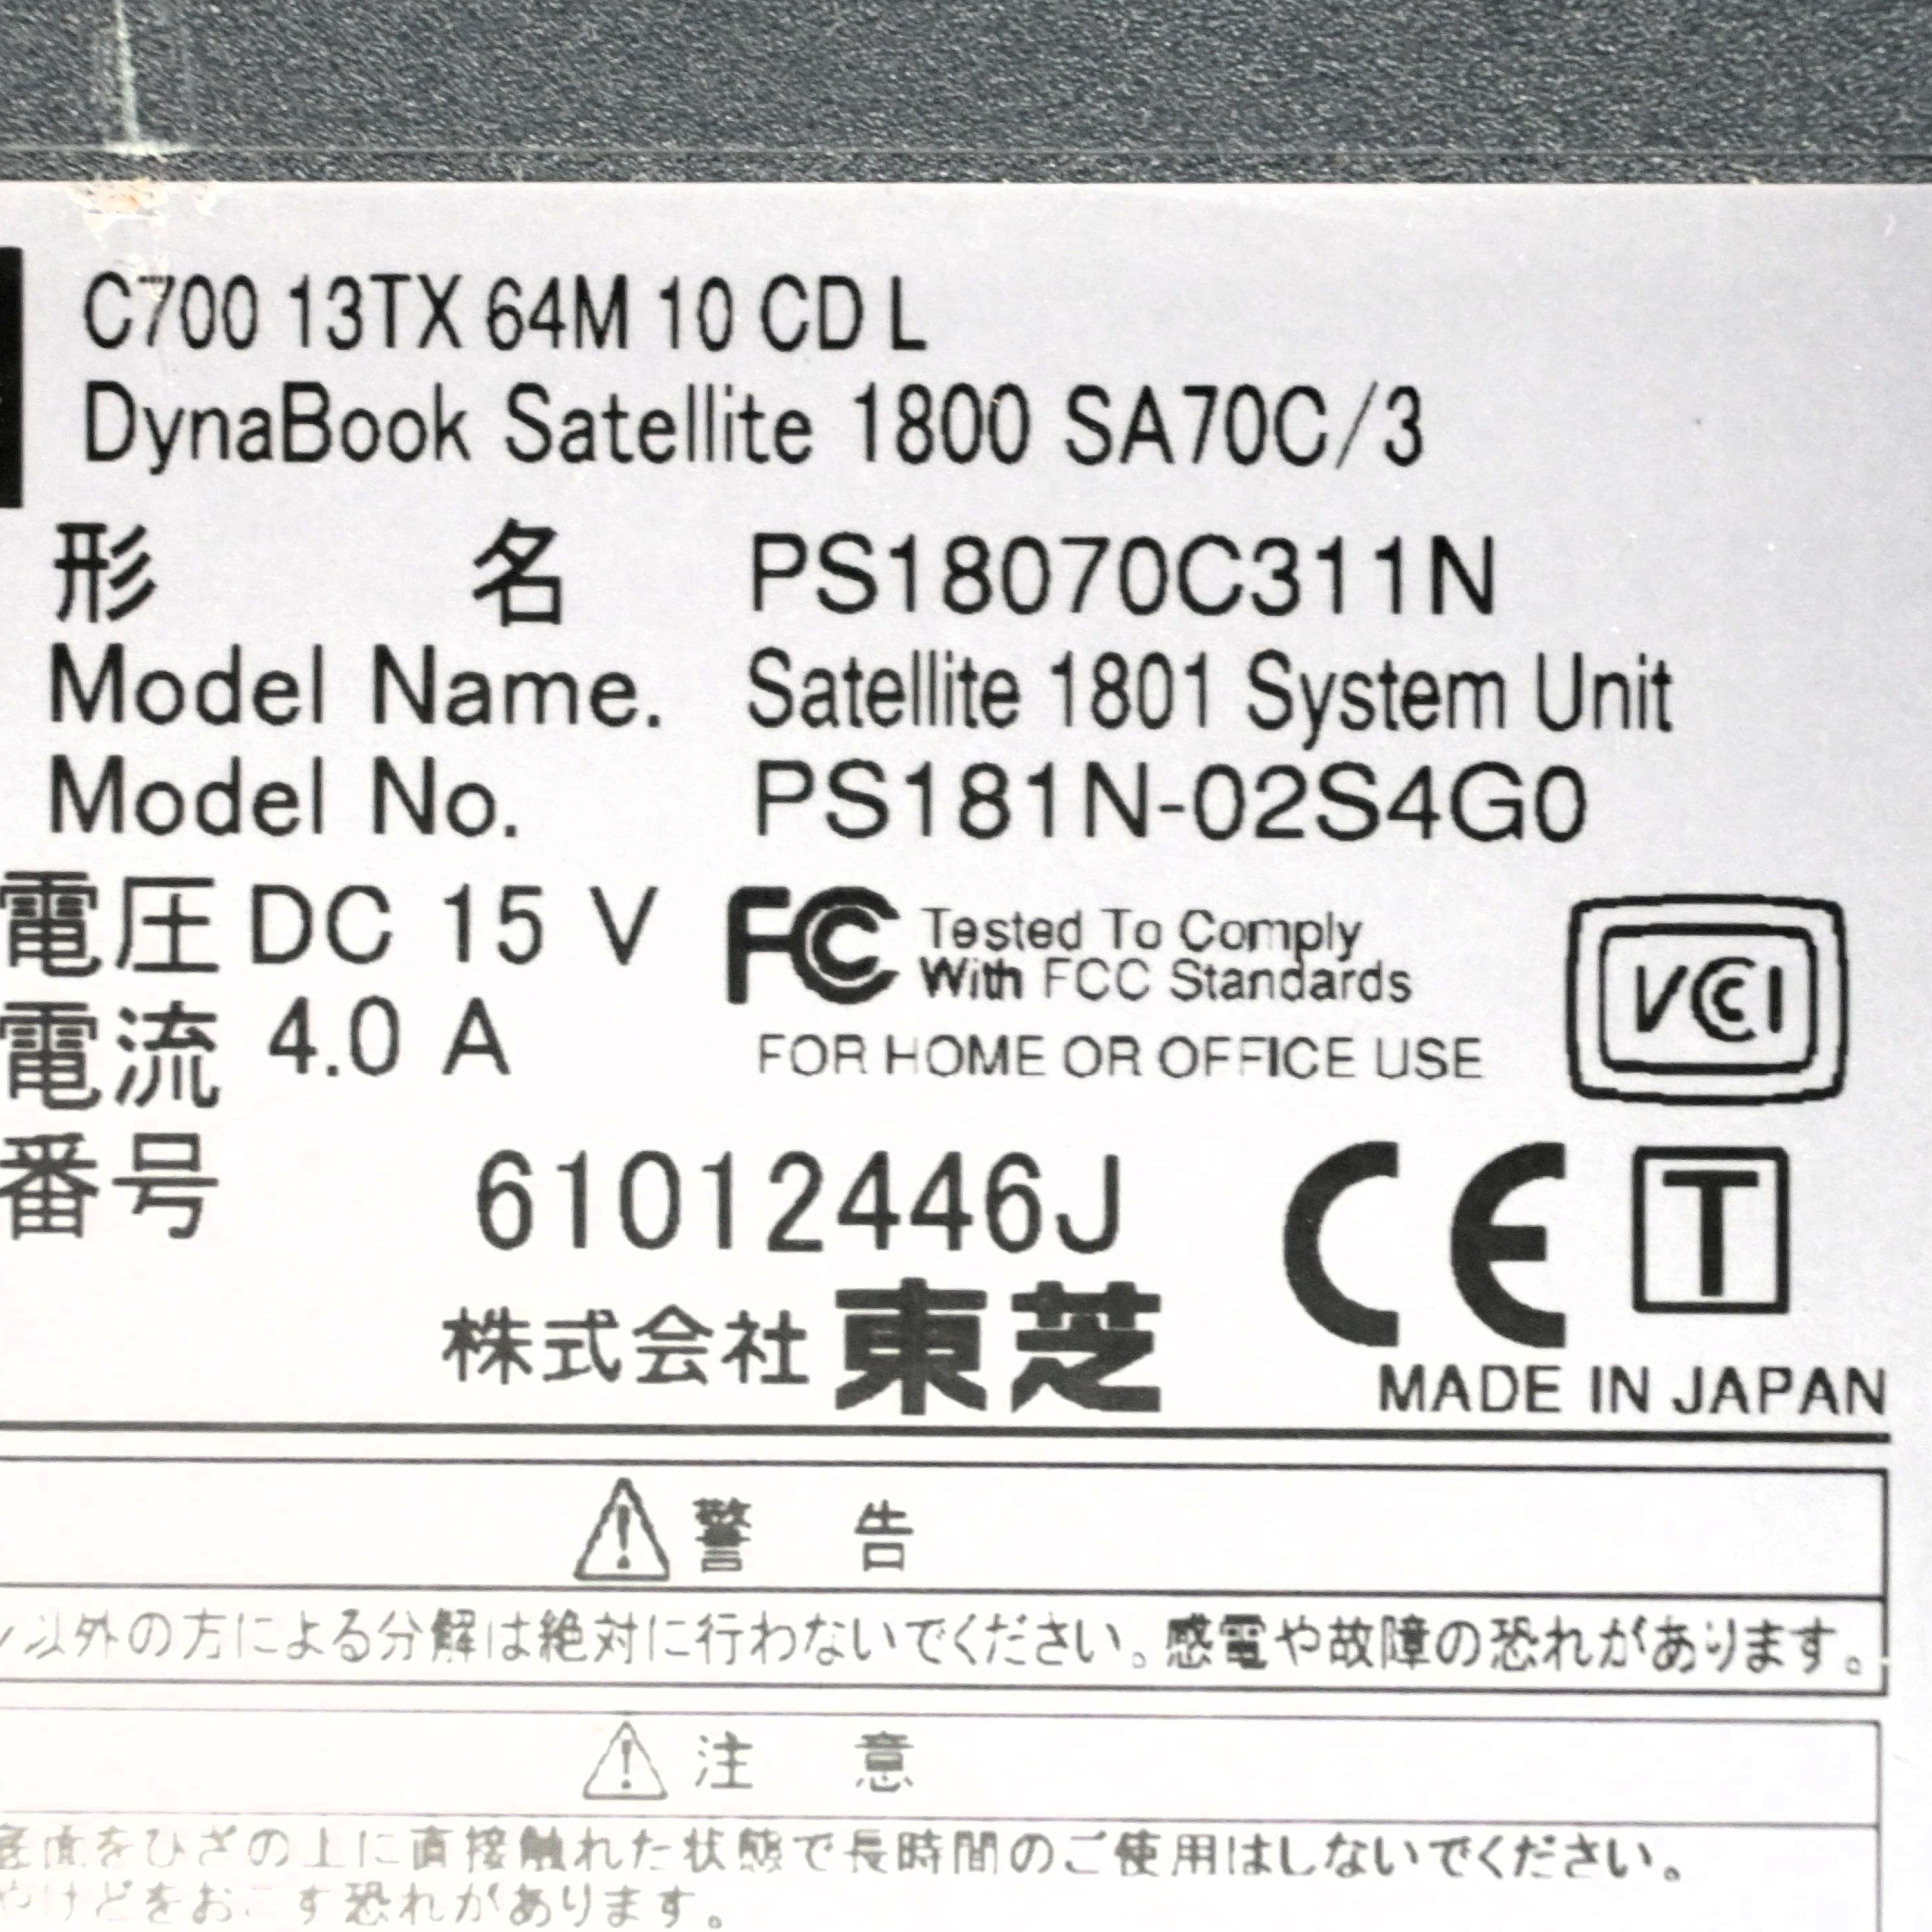 C700 13TX 64M 10 CD L
DynaBook Satellite 1800 SA70C/3
形 名 PS18070C311N
Model Name. Satellite 1801 System Unit
Model No. PS181N-02S4G0
電圧 DC 15 V
FC Tested To Comply
With FCC Standards
電流 4.0 A
FOR HOME OR OFFICE USE
VCCI
番号 61012446J
CE T
株式会社 東芝
MADE IN JAPAN
警 告
以外の方による分解は絶対に行わないでください。感電や故障の恐れがあります。
注 意
底面をひざの上に直接触れた状態で長時間のご使用はしないでください。
やけどをおこす恐れがあります。